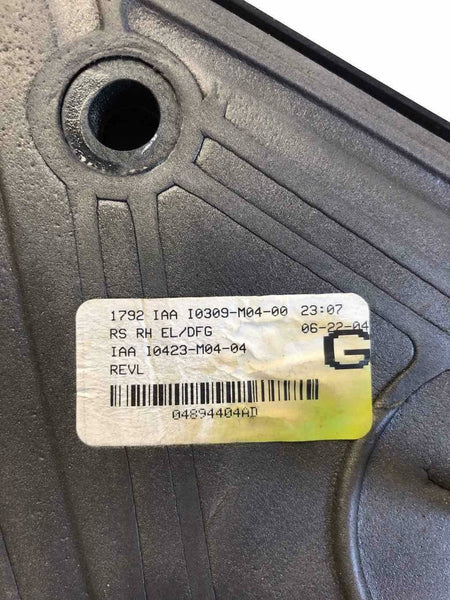 1792 IAA I0309-M04-00 23:07
RS RH EL/DFG 06-22-04
IAA I0423-M04-04 G
REVL
04894404AD